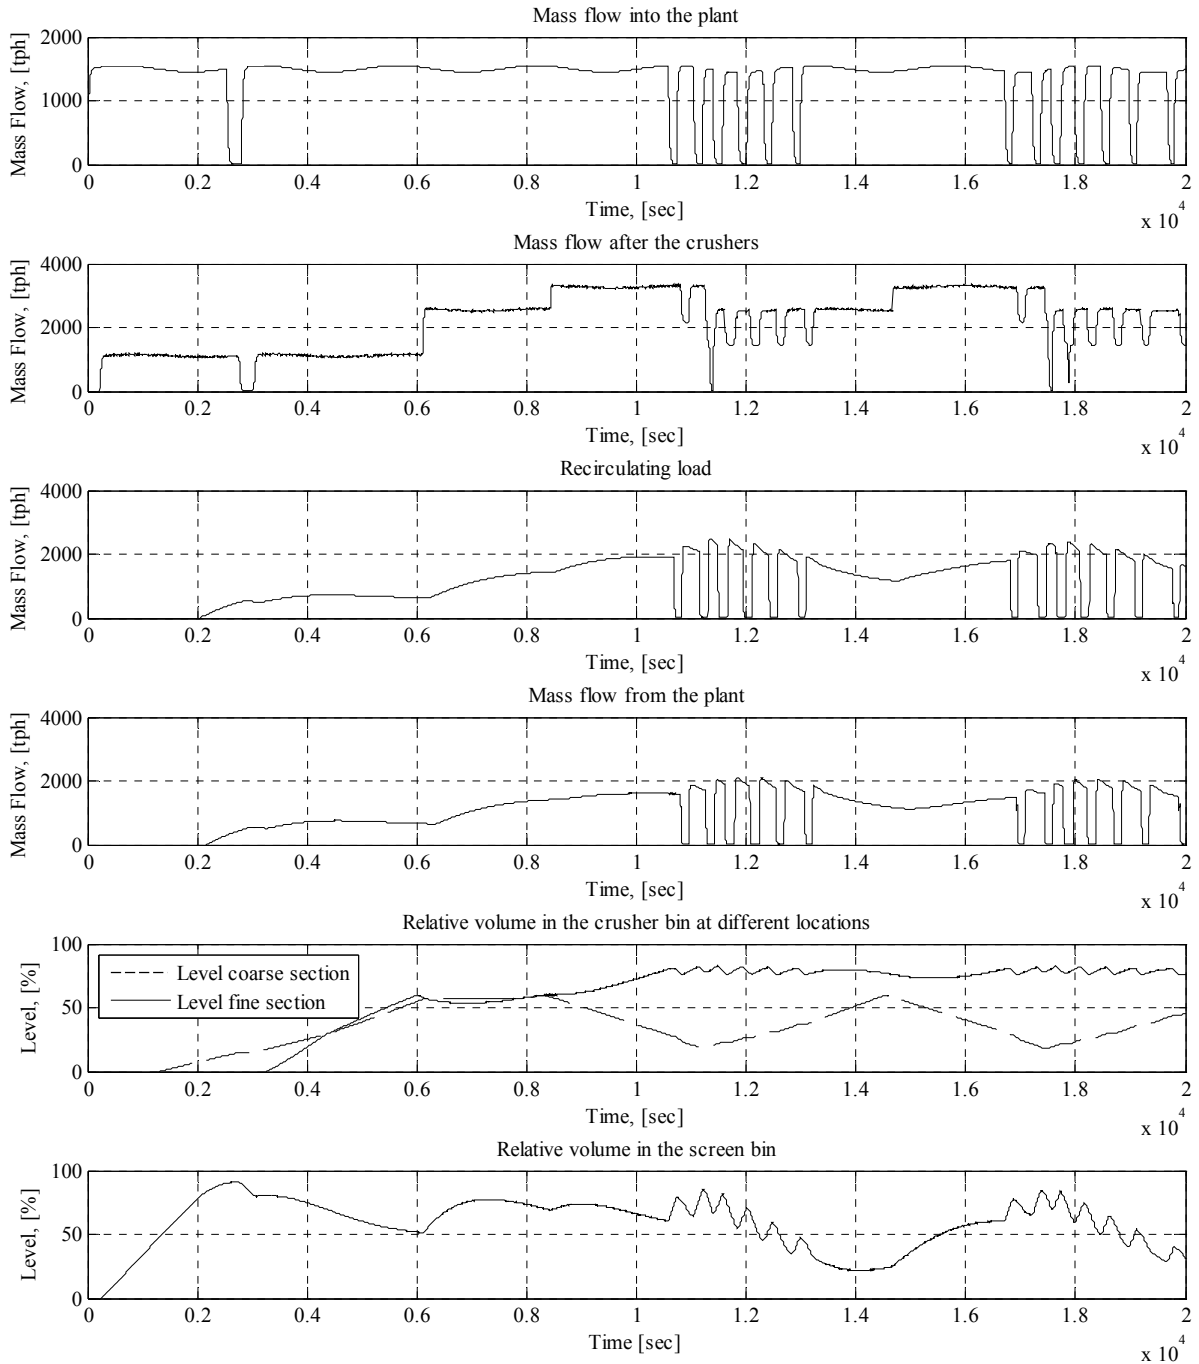 Mass flow into the plant
Mass Flow, [tph]
2000
1000
0
0 0.2 0.4 0.6 0.8 1 1.2 1.4 1.6 1.8 2
Time, [sec]
x 10^4
Mass flow after the crushers
Mass Flow, [tph]
4000
2000
0
0 0.2 0.4 0.6 0.8 1 1.2 1.4 1.6 1.8 2
Time, [sec]
x 10^4
Recirculating load
Mass Flow, [tph]
4000
2000
0
0 0.2 0.4 0.6 0.8 1 1.2 1.4 1.6 1.8 2
Time, [sec]
x 10^4
Mass flow from the plant
Mass Flow, [tph]
4000
2000
0
0 0.2 0.4 0.6 0.8 1 1.2 1.4 1.6 1.8 2
Time, [sec]
x 10^4
Relative volume in the crusher bin at different locations
Level, [%]
100
50
0
Level coarse section
Level fine section
0 0.2 0.4 0.6 0.8 1 1.2 1.4 1.6 1.8 2
Time, [sec]
x 10^4
Relative volume in the screen bin
Level, [%]
100
50
0
0 0.2 0.4 0.6 0.8 1 1.2 1.4 1.6 1.8 2
Time [sec]
x 10^4